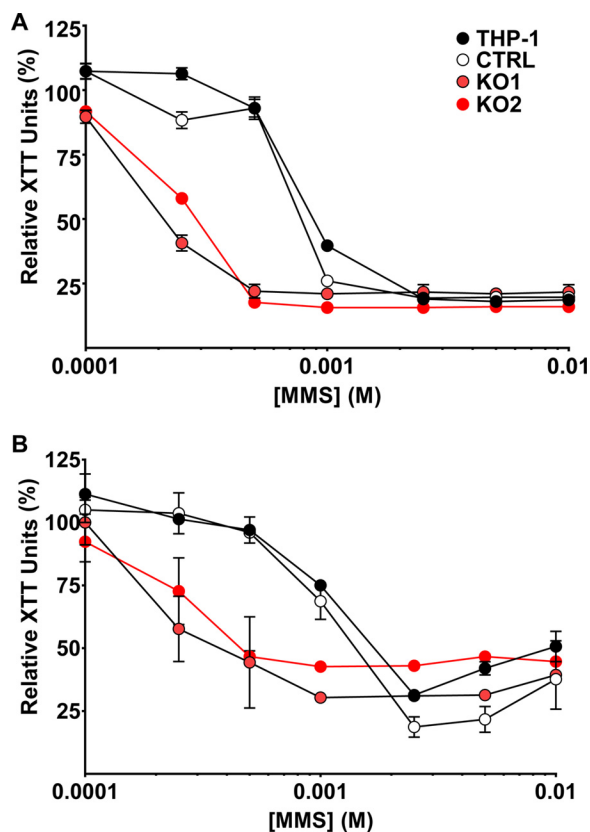 A
125
100
75
50
25
Relative XTT Units (%)
THP-1
CTRL
KO1
KO2
0.0001
0.001
0.01
[MMS] (M)
B
125
100
75
50
25
Relative XTT Units (%)
0.0001
0.001
0.01
[MMS] (M)